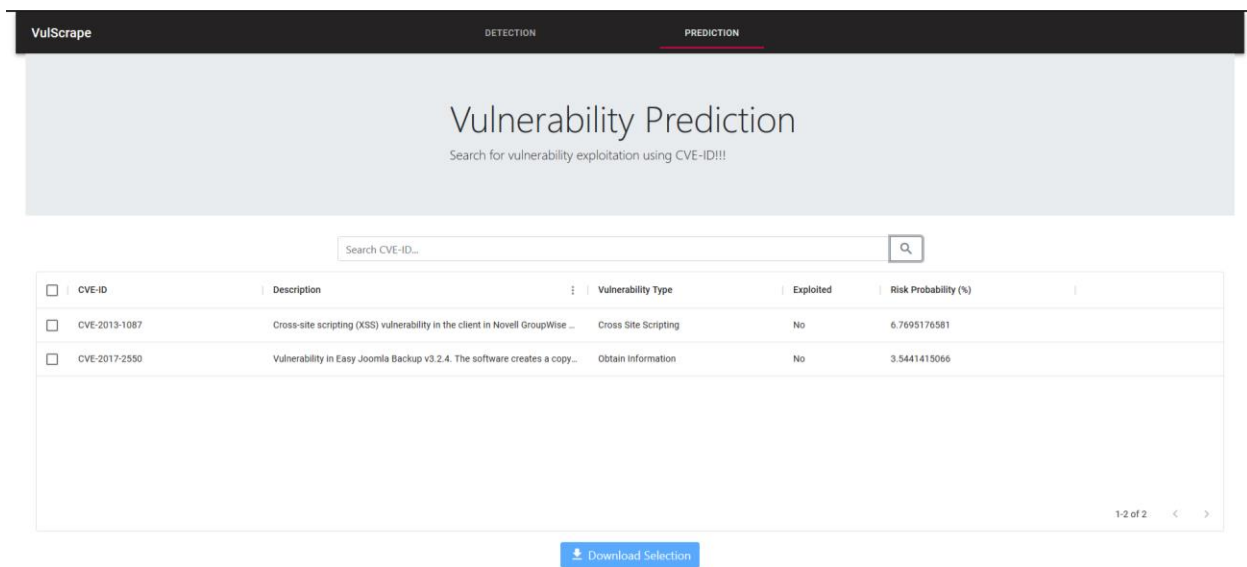 VulScrape DETECTION PREDICTION
Vulnerability Prediction
Search for vulnerability exploitation using CVE-ID!!!
Search CVE-ID...
CVE-ID Description Vulnerability Type Exploited Risk Probability (%)
CVE-2013-1087 Cross-site scripting (XSS) vulnerability in the client in Novell GroupWise ... Cross Site Scripting No 6.7695176581
CVE-2017-2550 Vulnerability in Easy Joomla Backup v3.2.4. The software creates a copy... Obtain Information No 3.5441415066
1-2 of 2
Download Selection